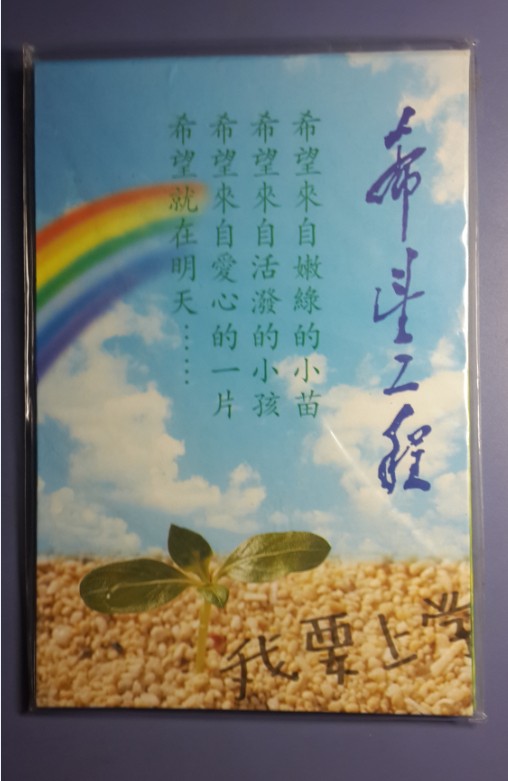 希望工程
希望來自嫩綠的小苗
希望來自活潑的小孩
希望來自愛心的一片
希望就在明天……
我要上学